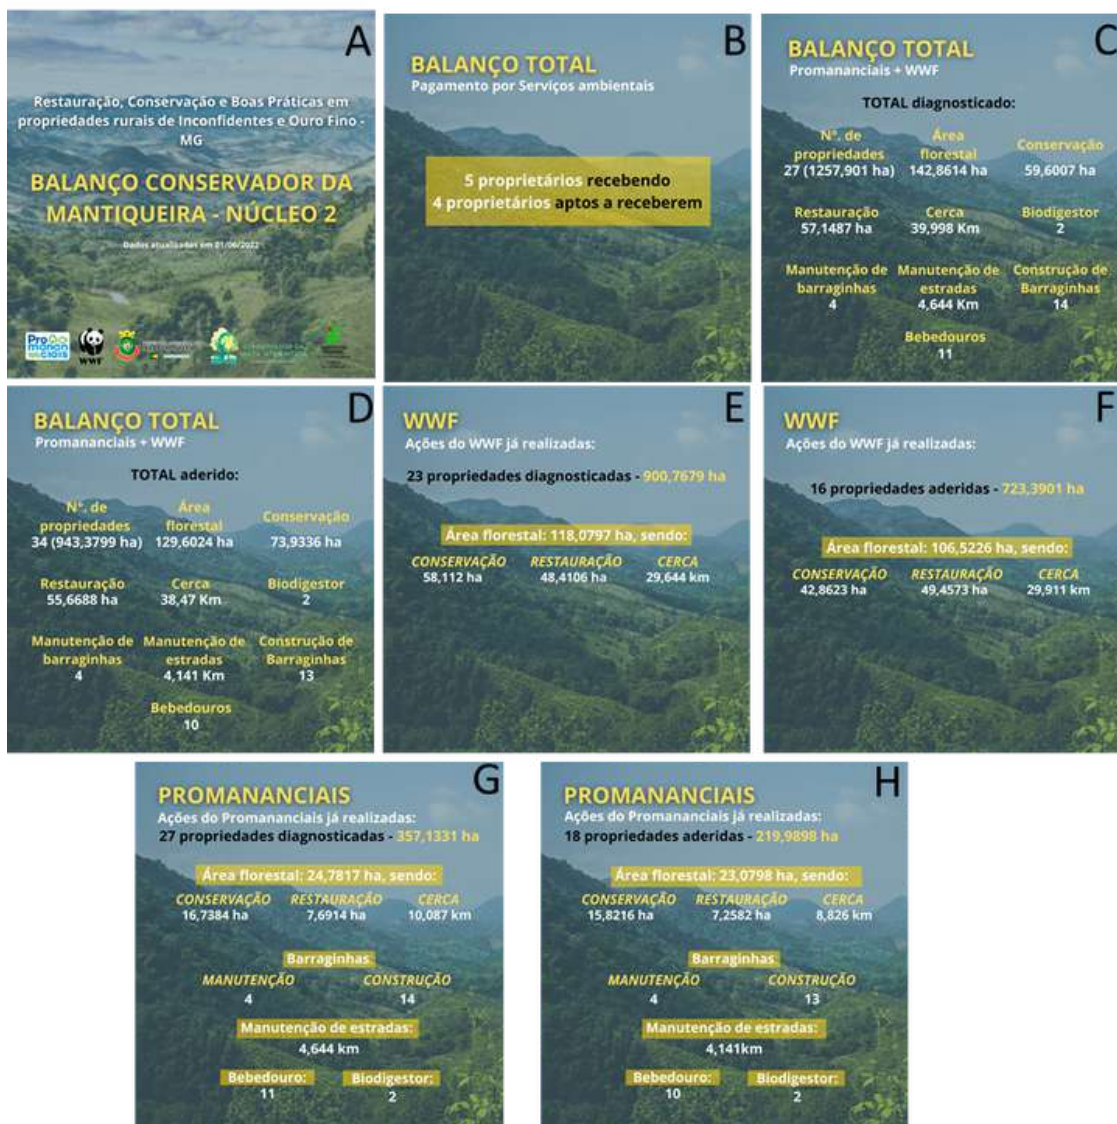 A
Restauração, Conservação e Boas Práticas em
propriedades rurais de Inconfidentes e Ouro Fino -
MG
BALANÇO CONSERVADOR DA
MANTIQUEIRA - NÚCLEO 2
Dados atualizados em 01/06/2022
WWF
B
BALANÇO TOTAL
Pagamento por Serviços ambientais
5 proprietários recebendo
4 proprietários aptos a receberem
C
BALANÇO TOTAL
Promananciais + WWF
TOTAL diagnosticado:
Nº. de propriedades
27 (1257,901 ha)
Área florestal
142,8614 ha
Conservação
59,6007 ha
Restauração
57,1487 ha
Cerca
39,998 Km
Biodigestor
2
Manutenção de barraginhas
4
Manutenção de estradas
4,644 Km
Construção de Barraginhas
14
Bebedouros
11
D
BALANÇO TOTAL
Promananciais + WWF
TOTAL aderido:
Nº. de propriedades
34 (943,3799 ha)
Área florestal
129,6024 ha
Conservação
73,9336 ha
Restauração
55,6688 ha
Cerca
38,47 Km
Biodigestor
2
Manutenção de barraginhas
4
Manutenção de estradas
4,141 Km
Construção de Barraginhas
13
Bebedouros
10
E
WWF
Ações do WWF já realizadas:
23 propriedades diagnosticadas - 900,7679 ha
Área florestal: 118,0797 ha, sendo:
CONSERVAÇÃO RESTAURAÇÃO CERCA
58,112 ha 48,4106 ha 29,644 km
F
WWF
Ações do WWF já realizadas:
16 propriedades aderidas - 723,3901 ha
Área florestal: 106,5226 ha, sendo:
CONSERVAÇÃO RESTAURAÇÃO CERCA
42,8623 ha 49,4573 ha 29,911 km
G
PROMANANCIAIS
Ações do Promananciais já realizadas:
27 propriedades diagnosticadas - 357,1331 ha
Área florestal: 24,7817 ha, sendo:
CONSERVAÇÃO RESTAURAÇÃO CERCA
16,7384 ha 7,6914 ha 10,087 km
Barraginhas
MANUTENÇÃO CONSTRUÇÃO
4 14
Manutenção de estradas:
4,644 km
Bebedouro: Biodigestor:
11 2
H
PROMANANCIAIS
Ações do Promananciais já realizadas:
18 propriedades aderidas - 219,9898 ha
Área florestal: 23,0798 ha, sendo:
CONSERVAÇÃO RESTAURAÇÃO CERCA
15,8216 ha 7,2582 ha 8,826 km
Barraginhas
MANUTENÇÃO CONSTRUÇÃO
4 13
Manutenção de estradas:
4,141km
Bebedouro: Biodigestor:
10 2